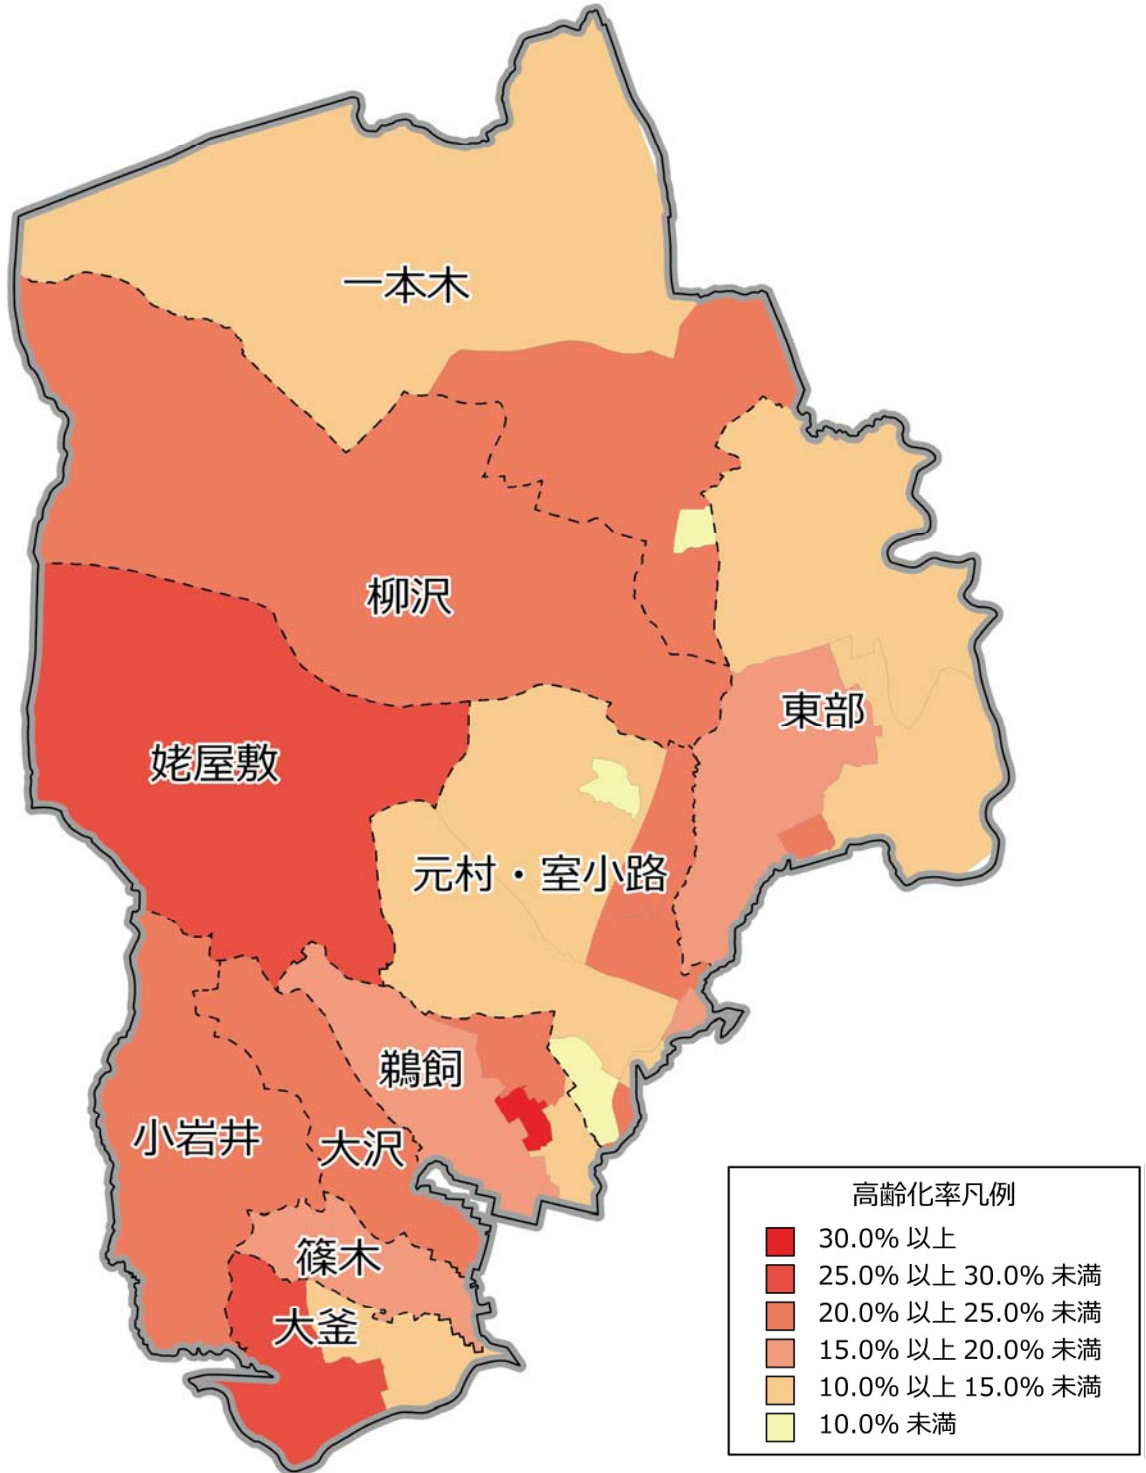 一本木
柳沢
東部
姥屋敷
元村・室小路
鵜飼
小岩井
大沢
篠木
大釜
高齢化率凡例
30.0% 以上
25.0% 以上 30.0% 未満
20.0% 以上 25.0% 未満
15.0% 以上 20.0% 未満
10.0% 以上 15.0% 未満
10.0% 未満